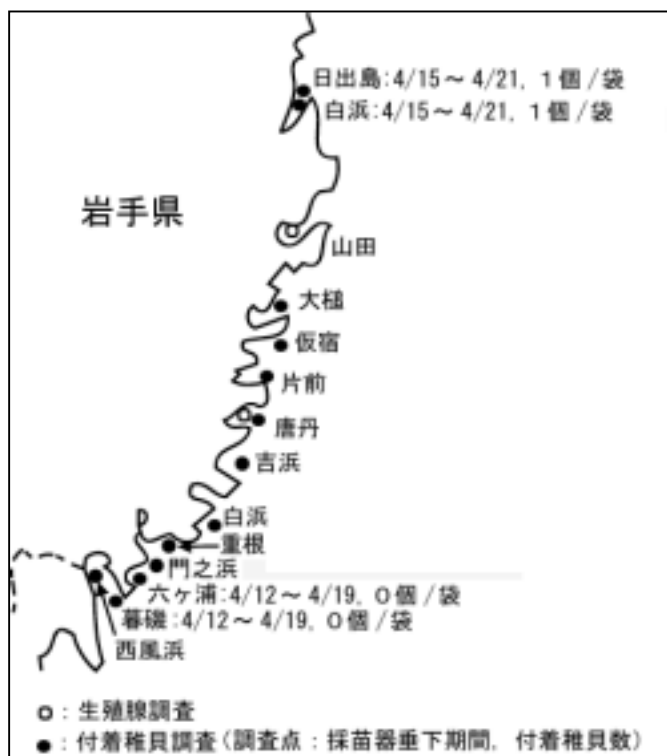 日出島:4/15～4/21, 1個/袋
白浜:4/15～4/21, 1個/袋
岩手県
山田
大槌
仮宿
片前
唐丹
吉浜
白浜
重根
門之浜
六ヶ浦:4/12～4/19, 0個/袋
暮磯:4/12～4/19, 0個/袋
西風浜
○:生殖腺調査
●:付着稚貝調査(調査点:採苗器垂下期間, 付着稚貝数)